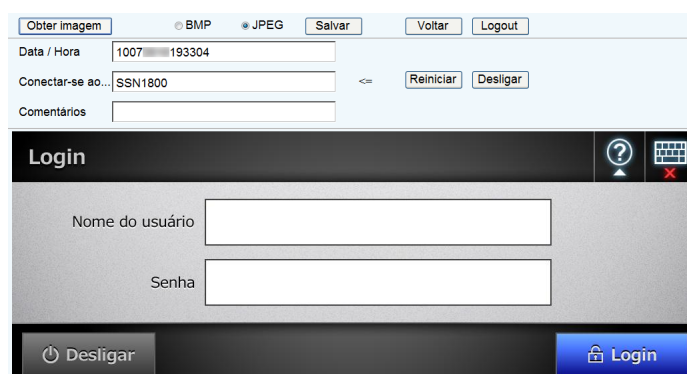 Obter imagem BMP JPEG Salvar Voltar Logout
Data / Hora 1007 193304
Conectar-se ao... SSN1800 <= Reiniciar Desligar
Comentários
Login ?
Nome do usuário
Senha
Desligar Login